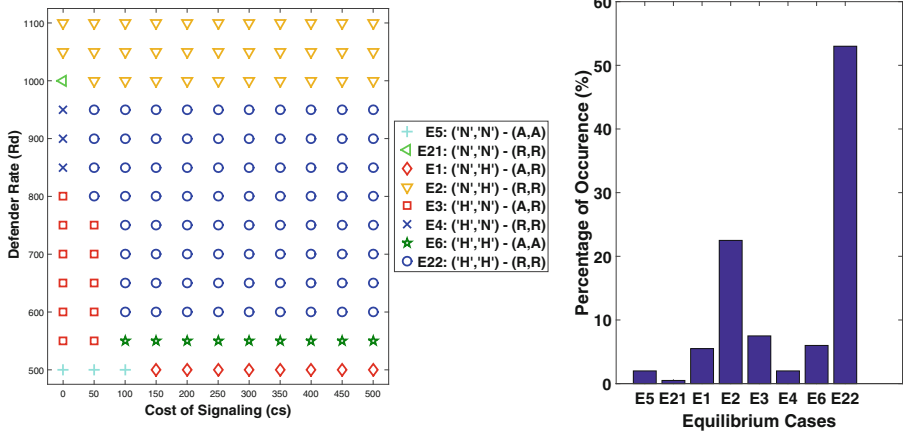 Defender Rate (Rd)
1100
1000
900
800
700
600
500
0
50
100
150
200
250
300
350
400
450
500
Cost of Signaling (cs)
E5: ('N','N') - (A,A)
E21: ('N','N') - (R,R)
E1: ('N','H') - (A,R)
E2: ('N','H') - (R,R)
E3: ('H','N') - (A,R)
E4: ('H','N') - (R,R)
E6: ('H','H') - (A,A)
E22: ('H','H') - (R,R)
Percentage of Occurence (%)
60
50
40
30
20
10
0
E5
E21
E1
E2
E3
E4
E6
E22
Equilibrium Cases